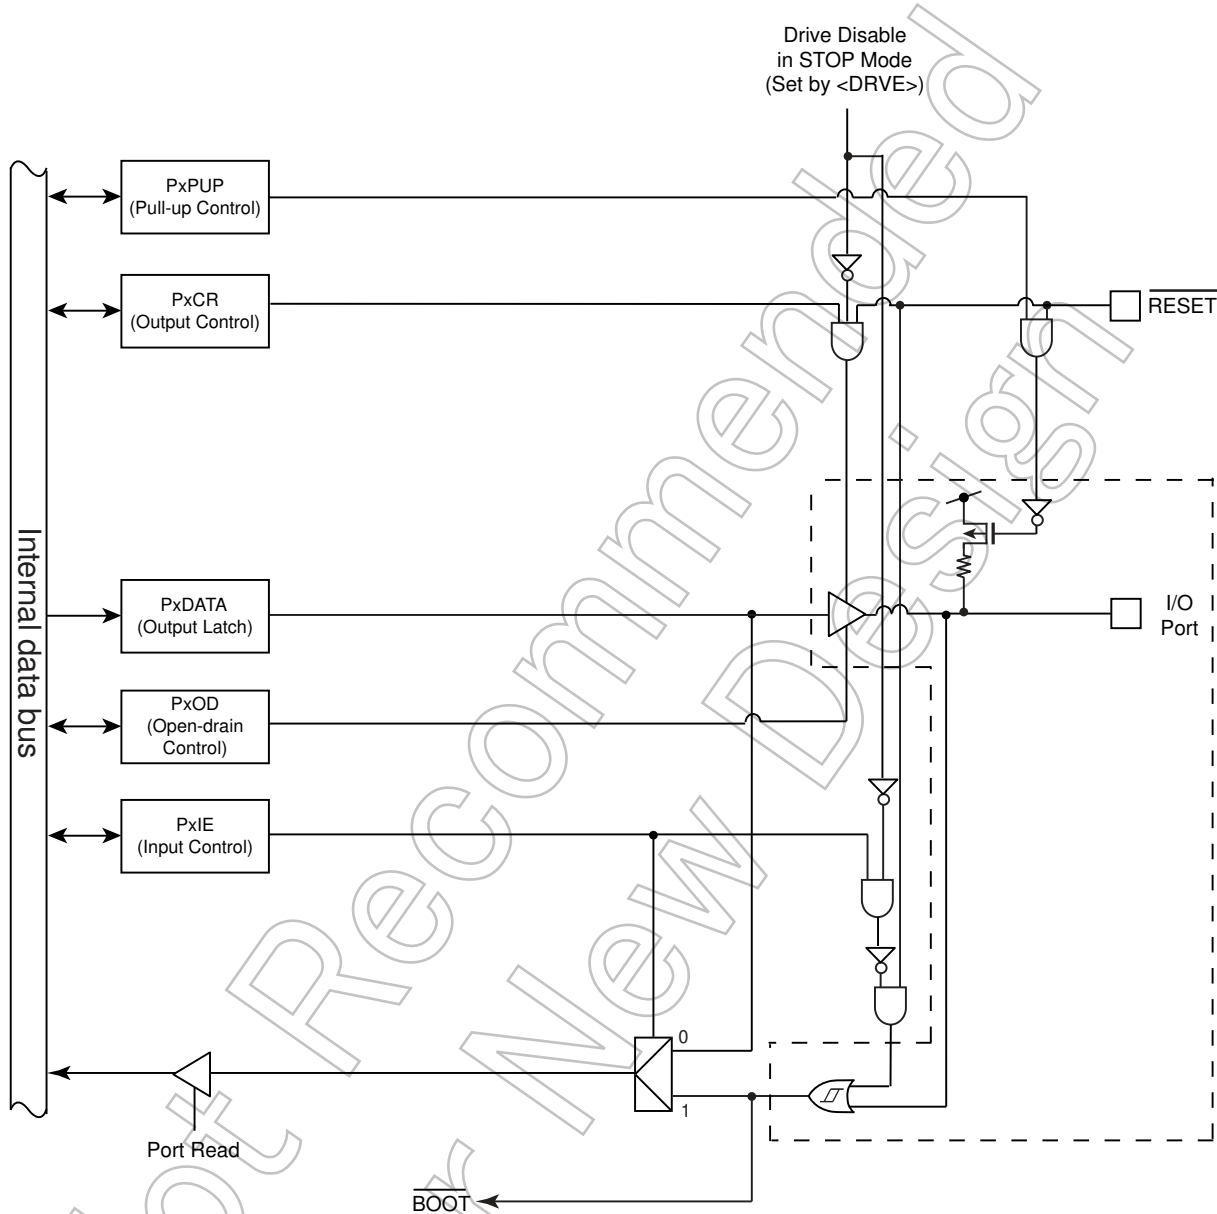 Drive Disable
in STOP Mode
(Set by <DRVE>)
PxPUP
(Pull-up Control)
PxCR
(Output Control)
RESET
Internal data bus
PxDATA
(Output Latch)
I/O
Port
PxOD
(Open-drain
Control)
PxIE
(Input Control)
0
1
Port Read
BOOT
Not Recommended
for New Design